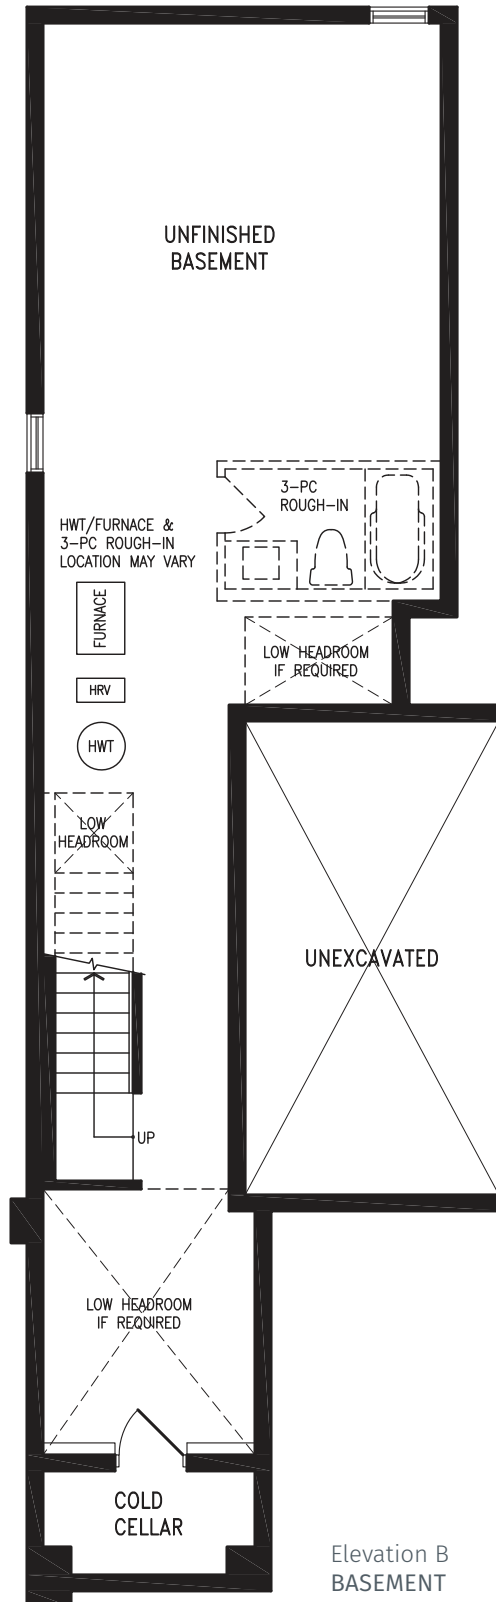 UNFINISHED
BASEMENT
3-PC
ROUGH-IN
HWT/FURNACE &
3-PC ROUGH-IN
LOCATION MAY VARY
FURNACE
LOW HEADROOM
IF REQUIRED
HRV
HWT
LOW
HEADROOM
UNEXCAVATED
UP
LOW HEADROOM
IF REQUIRED
COLD
CELLAR
Elevation B
BASEMENT